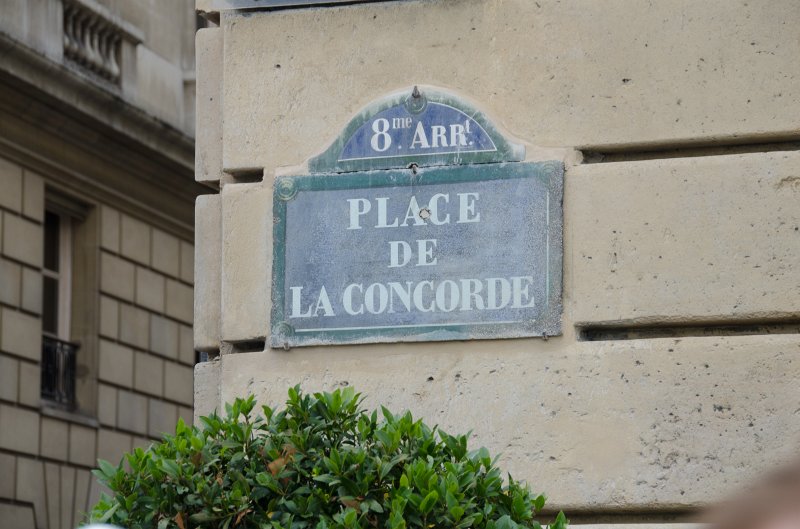 8me Arrt.
PLACE
DE
LA CONCORDE